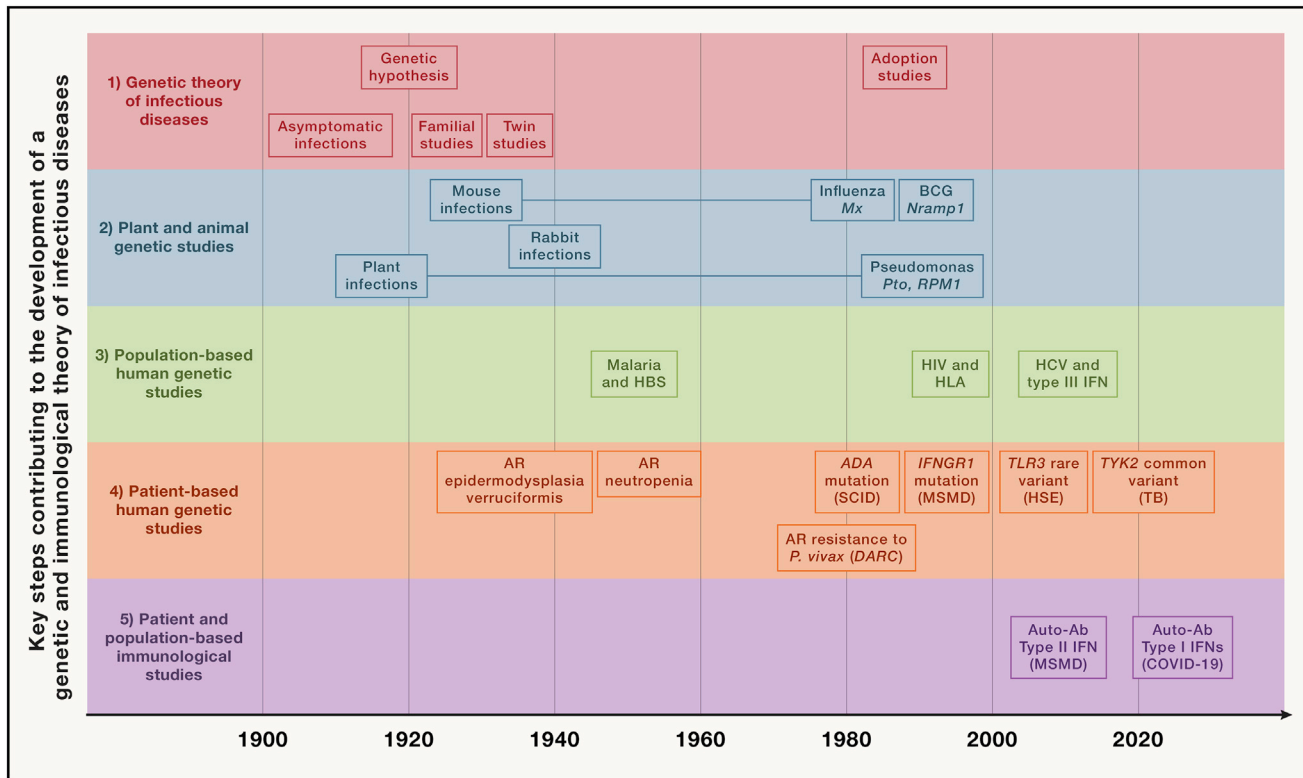 Key steps contributing to the development of a
genetic and immunological theory of infectious diseases
1) Genetic theory
of infectious
diseases
Genetic
hypothesis
Adoption
studies
Asymptomatic
infections
Familial
studies
Twin
studies
2) Plant and animal
genetic studies
Mouse
infections
Influenza
Mx
BCG
Nramp1
Rabbit
infections
Plant
infections
Pseudomonas
Pto, RPM1
3) Population-based
human genetic
studies
Malaria
and HBS
HIV and
HLA
HCV and
type III IFN
4) Patient-based
human genetic
studies
AR
epidermodysplasia
verruciformis
AR
neutropenia
ADA
mutation
(SCID)
IFNGR1
mutation
(MSMD)
TLR3 rare
variant
(HSE)
TYK2 common
variant
(TB)
AR resistance to
P. vivax (DARC)
5) Patient and
population-based
immunological
studies
Auto-Ab
Type II IFN
(MSMD)
Auto-Ab
Type I IFNs
(COVID-19)
1900 1920 1940 1960 1980 2000 2020